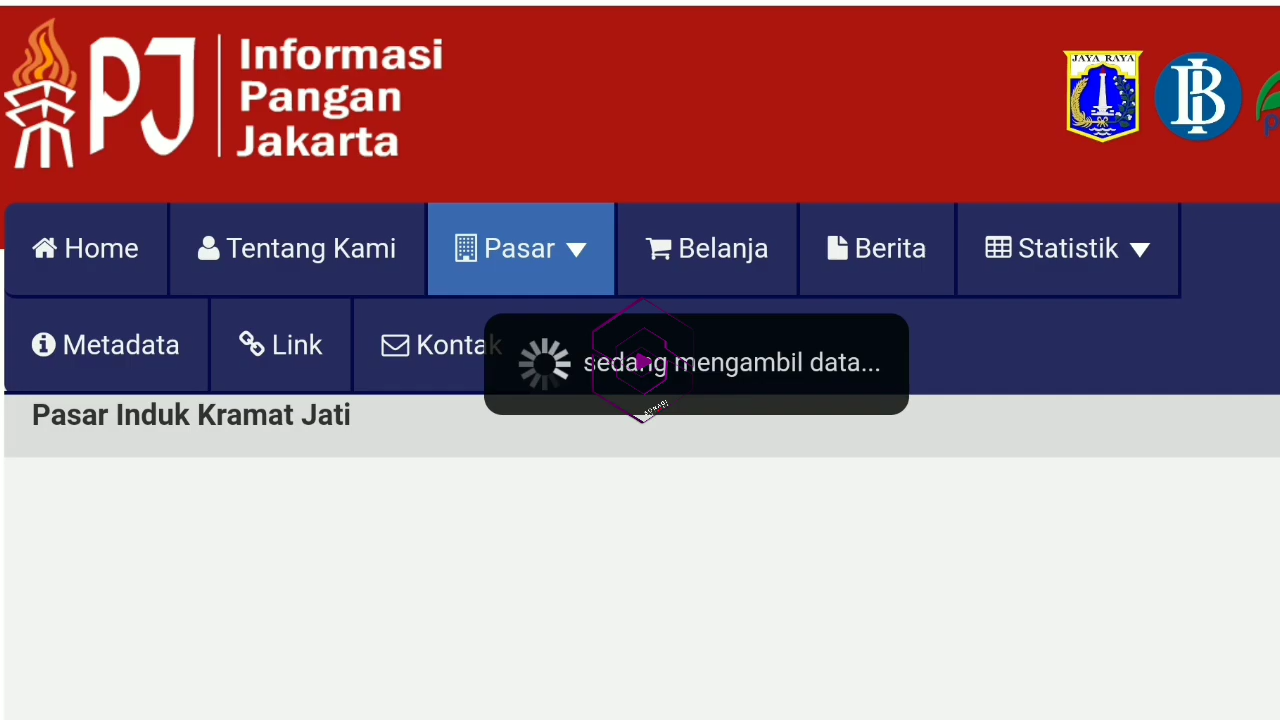 PJ
Informasi
Pangan
Jakarta
JAYA RAYA
Home
Tentang Kami
Pasar
Belanja
Berita
Statistik
Metadata
Link
Kontak
sedang mengambil data...
Pasar Induk Kramat Jati